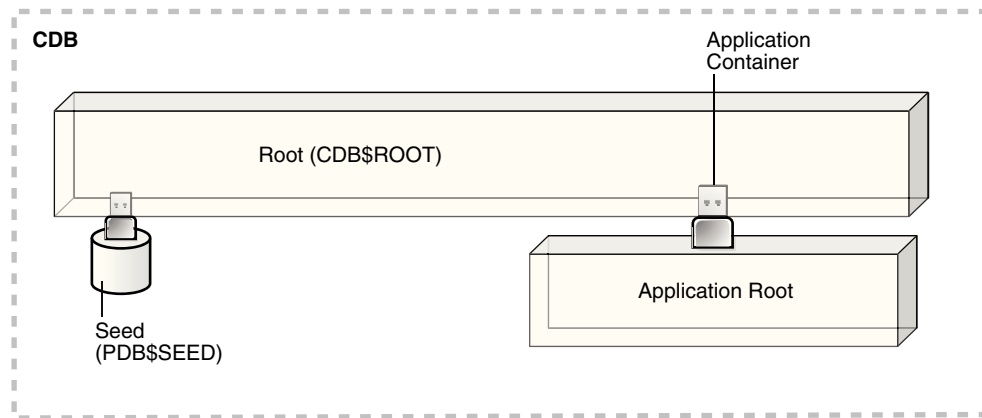 CDB
Application
Container
Root (CDB$ROOT)
Application Root
Seed
(PDB$SEED)